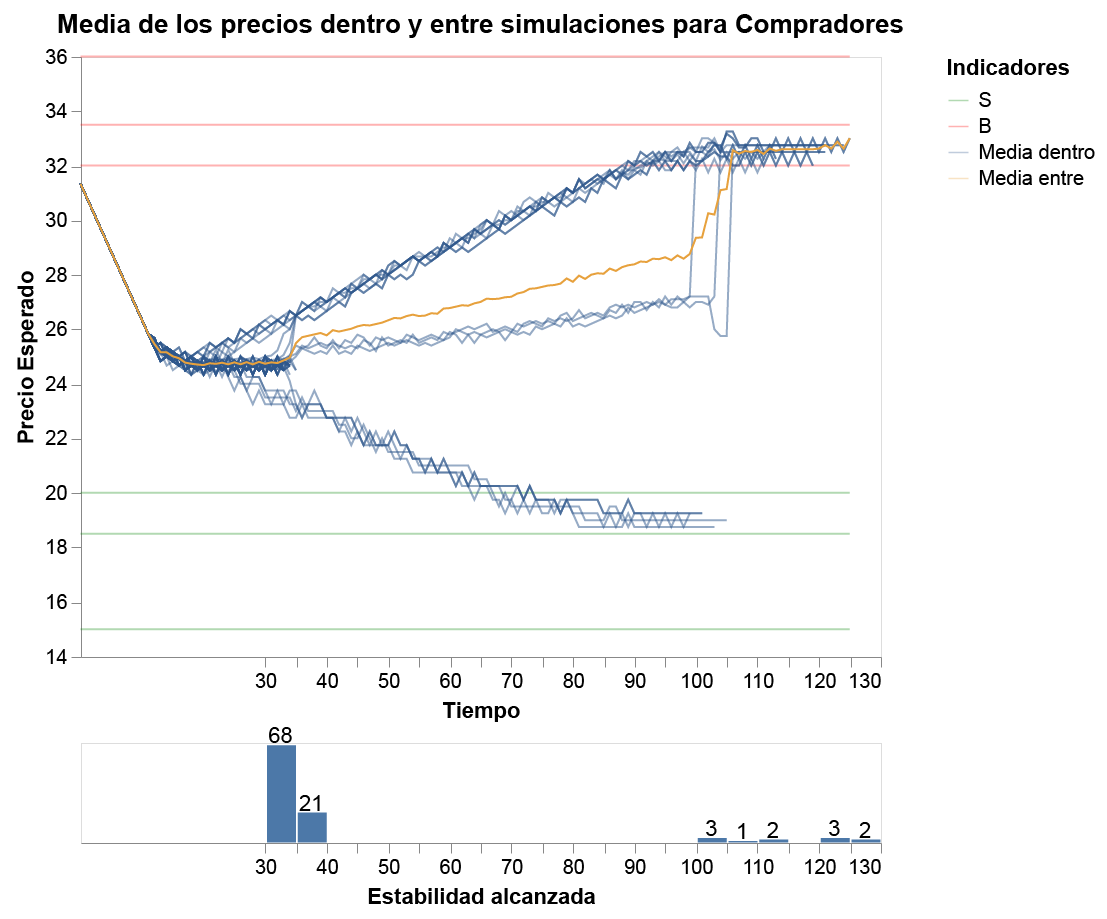 Media de los precios dentro y entre simulaciones para Compradores
Indicadores
S
B
Media dentro
Media entre
Precio Esperado
36
34
32
30
28
26
24
22
20
18
16
14
30 40 50 60 70 80 90 100 110 120 130
Tiempo
68 21 3 1 2 3 2
30 40 50 60 70 80 90 100 110 120 130
Estabilidad alcanzada